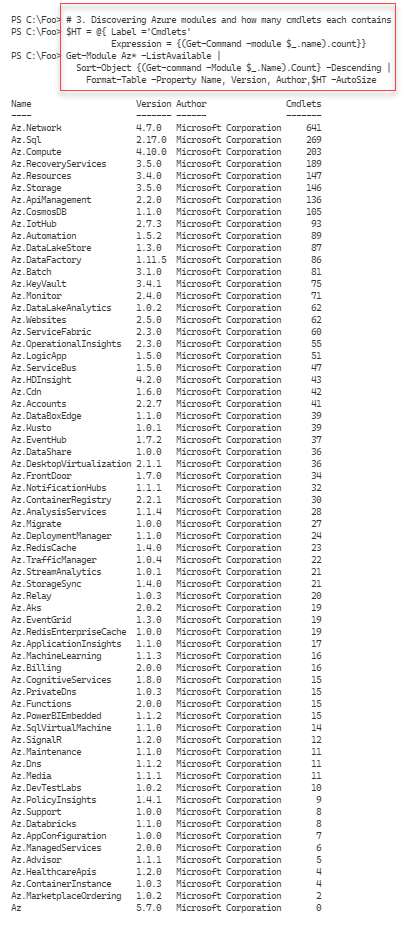 PS C:\Foo> # 3. Discovering Azure modules and how many cmdlets each contains
PS C:\Foo> $HT = @{ Label ='Cmdlets'
Expression = {(Get-Command -module $_.name).count}}
PS C:\Foo> Get-Module Az* -ListAvailable |
Sort-Object {(Get-command -Module $_.Name).Count} -Descending |
Format-Table -Property Name, Version, Author,$HT -AutoSize
Name Version Author Cmdlets
---- ------- ------ -------
Az.Network 4.7.0 Microsoft Corporation 641
Az.Sql 2.17.0 Microsoft Corporation 269
Az.Compute 4.10.0 Microsoft Corporation 203
Az.RecoveryServices 3.5.0 Microsoft Corporation 189
Az.Resources 3.4.0 Microsoft Corporation 147
Az.Storage 3.5.0 Microsoft Corporation 146
Az.ApiManagement 2.2.0 Microsoft Corporation 136
Az.CosmosDB 1.1.0 Microsoft Corporation 105
Az.IotHub 2.7.3 Microsoft Corporation 93
Az.Automation 1.5.2 Microsoft Corporation 89
Az.DataLakeStore 1.3.0 Microsoft Corporation 87
Az.DataFactory 1.11.5 Microsoft Corporation 86
Az.Batch 3.1.0 Microsoft Corporation 81
Az.KeyVault 3.4.1 Microsoft Corporation 75
Az.Monitor 2.4.0 Microsoft Corporation 71
Az.DataLakeAnalytics 1.0.2 Microsoft Corporation 62
Az.Websites 2.5.0 Microsoft Corporation 62
Az.ServiceFabric 2.3.0 Microsoft Corporation 60
Az.OperationalInsights 2.3.0 Microsoft Corporation 55
Az.LogicApp 1.5.0 Microsoft Corporation 51
Az.ServiceBus 1.5.0 Microsoft Corporation 47
Az.HDInsight 4.2.0 Microsoft Corporation 43
Az.Cdn 1.6.0 Microsoft Corporation 42
Az.Accounts 2.2.7 Microsoft Corporation 41
Az.DataBoxEdge 1.1.0 Microsoft Corporation 39
Az.Kusto 1.0.1 Microsoft Corporation 39
Az.EventHub 1.7.2 Microsoft Corporation 37
Az.DataShare 1.0.0 Microsoft Corporation 36
Az.DesktopVirtualization 2.1.1 Microsoft Corporation 36
Az.FrontDoor 1.7.0 Microsoft Corporation 34
Az.NotificationHubs 1.1.1 Microsoft Corporation 32
Az.ContainerRegistry 2.2.1 Microsoft Corporation 30
Az.AnalysisServices 1.1.4 Microsoft Corporation 28
Az.Migrate 1.0.0 Microsoft Corporation 27
Az.DeploymentManager 1.1.0 Microsoft Corporation 24
Az.RedisCache 1.4.0 Microsoft Corporation 23
Az.TrafficManager 1.0.4 Microsoft Corporation 22
Az.StreamAnalytics 1.0.1 Microsoft Corporation 21
Az.StorageSync 1.4.0 Microsoft Corporation 21
Az.Relay 1.0.3 Microsoft Corporation 20
Az.Aks 2.0.2 Microsoft Corporation 19
Az.EventGrid 1.3.0 Microsoft Corporation 19
Az.RedisEnterpriseCache 1.0.0 Microsoft Corporation 19
Az.ApplicationInsights 1.1.0 Microsoft Corporation 17
Az.MachineLearning 1.1.3 Microsoft Corporation 16
Az.Billing 2.0.0 Microsoft Corporation 16
Az.CognitiveServices 1.8.0 Microsoft Corporation 15
Az.PrivateDns 1.0.3 Microsoft Corporation 15
Az.Functions 2.0.0 Microsoft Corporation 15
Az.PowerBIEmbedded 1.1.2 Microsoft Corporation 15
Az.SqlVirtualMachine 1.1.0 Microsoft Corporation 14
Az.SignalR 1.2.0 Microsoft Corporation 12
Az.Maintenance 1.1.0 Microsoft Corporation 11
Az.Dns 1.1.2 Microsoft Corporation 11
Az.Media 1.1.1 Microsoft Corporation 11
Az.DevTestLabs 1.0.2 Microsoft Corporation 10
Az.PolicyInsights 1.4.1 Microsoft Corporation 9
Az.Support 1.0.0 Microsoft Corporation 8
Az.Databricks 1.1.0 Microsoft Corporation 8
Az.AppConfiguration 1.0.0 Microsoft Corporation 7
Az.ManagedServices 2.0.0 Microsoft Corporation 6
Az.Advisor 1.1.1 Microsoft Corporation 5
Az.HealthcareApis 1.2.0 Microsoft Corporation 4
Az.ContainerInstance 1.0.3 Microsoft Corporation 4
Az.MarketplaceOrdering 1.0.2 Microsoft Corporation 2
Az 5.7.0 Microsoft Corporation 0